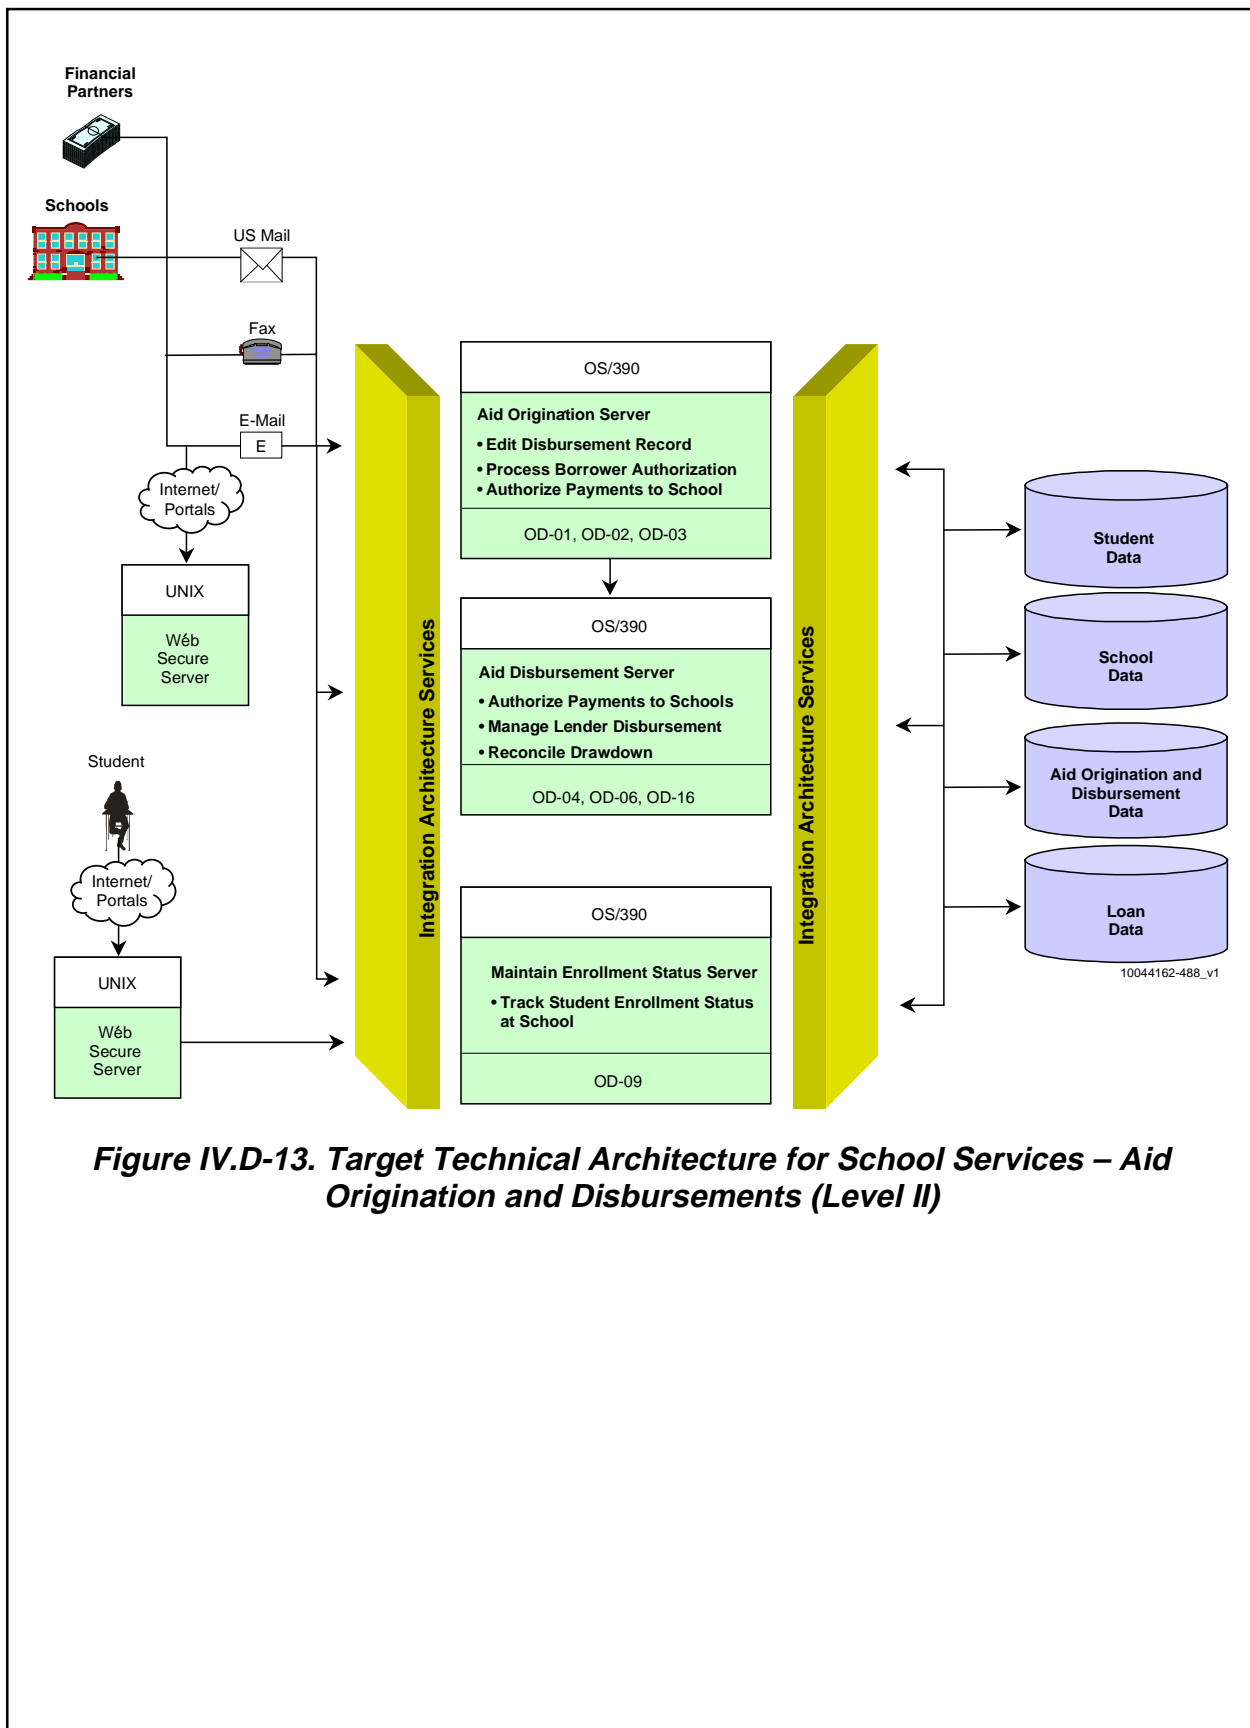 Financial
Partners
Schools
US Mail
Fax
E-Mail
E
Internet/
Portals
UNIX
Web
Secure
Server
Student
Internet/
Portals
UNIX
Web
Secure
Server
Integration Architecture Services
OS/390
Aid Origination Server
• Edit Disbursement Record
• Process Borrower Authorization
• Authorize Payments to School
OD-01, OD-02, OD-03
OS/390
Aid Disbursement Server
• Authorize Payments to Schools
• Manage Lender Disbursement
• Reconcile Drawdown
OD-04, OD-06, OD-16
OS/390
Maintain Enrollment Status Server
• Track Student Enrollment Status
at School
OD-09
Integration Architecture Services
Student
Data
School
Data
Aid Origination and
Disbursement
Data
Loan
Data
10044162-488_v1
Figure IV.D-13. Target Technical Architecture for School Services – Aid
Origination and Disbursements (Level II)